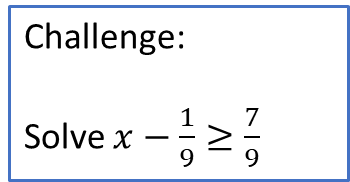 Challenge:
Solve 𝑥 − 1/9 ≥ 7/9